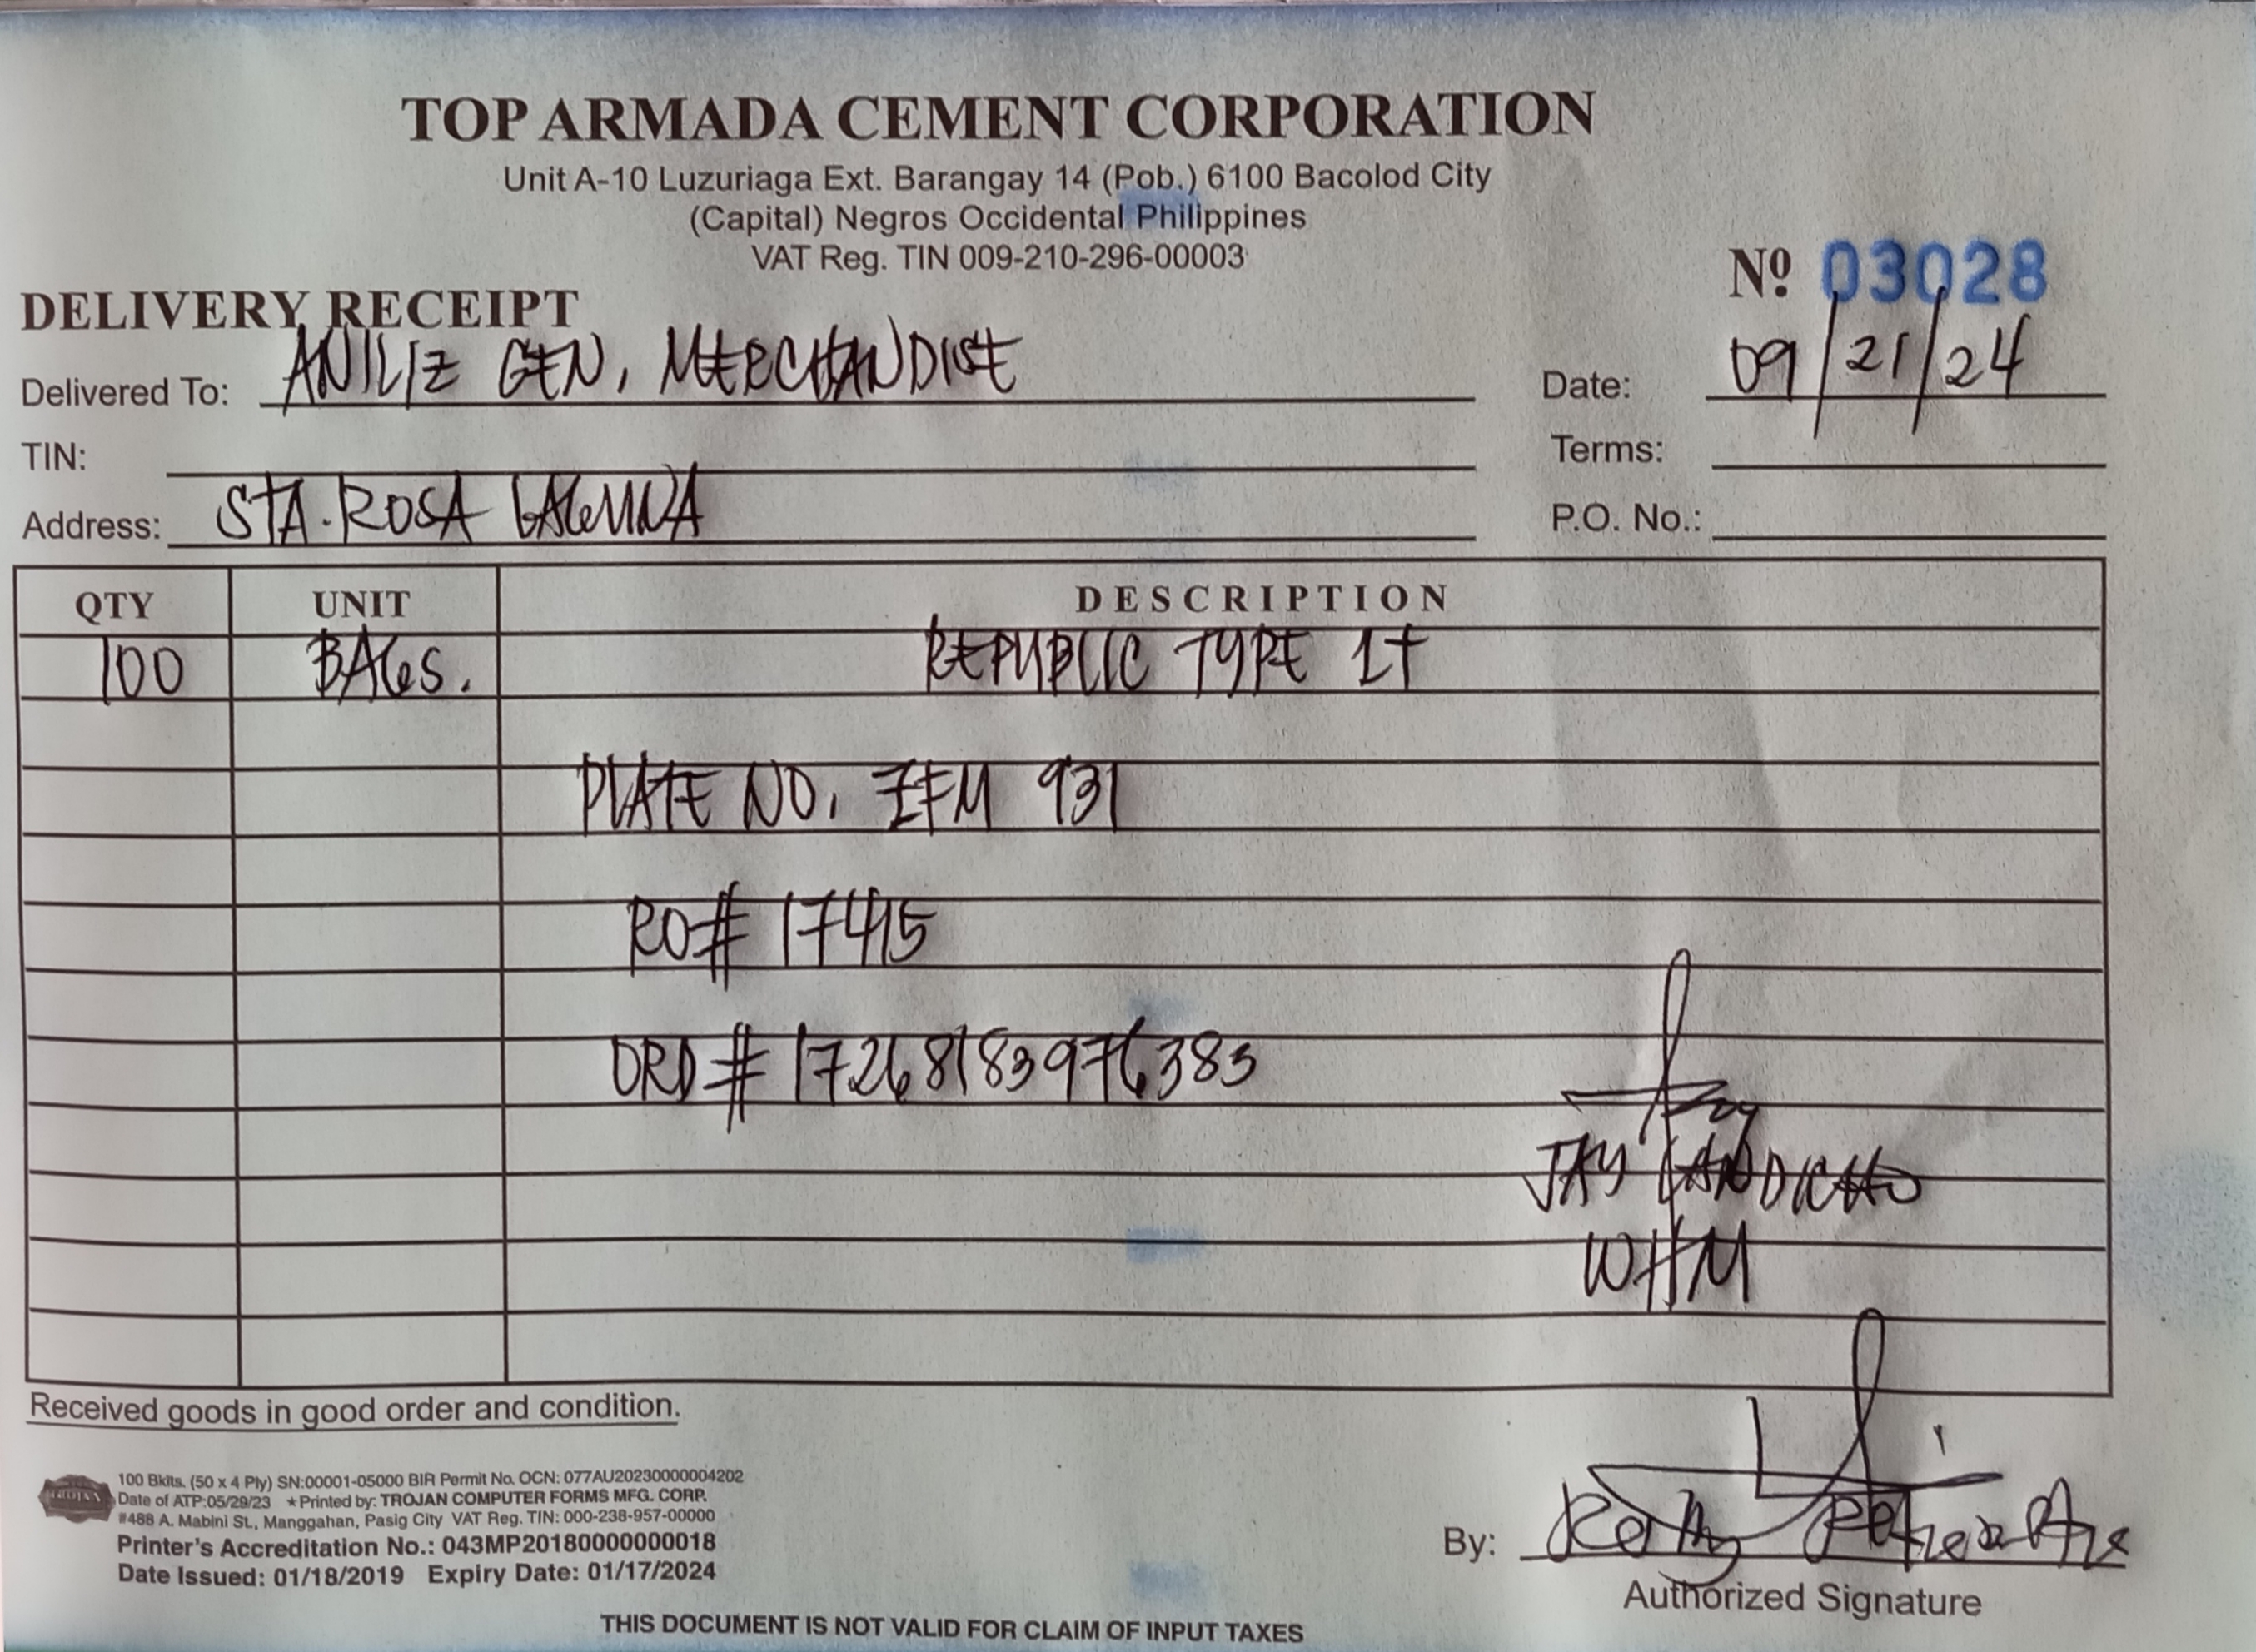 TOP ARMADA CEMENT CORPORATION
Unit A-10 Luzuriaga Ext. Barangay 14 (Pob.) 6100 Bacolod City
(Capital) Negros Occidental Philippines
VAT Reg. TIN 009-210-296-00003
Nº 03028
DELIVERY RECEIPT
Delivered To: ANILIZ GEN. MERCHANDISE
Date: 09/21/24
TIN:
Terms:
Address: STA. ROSA LAGUNA
P.O. No.:
QTY UNIT DESCRIPTION
100 BAGS. REPUBLIC TYPE 1T
PLATE NO. ZFM 931
RO# 17415
ORD# 17268183976383
JAY LANDICHO
WHM
Received goods in good order and condition.
100 Bklts. (50 x 4 Ply) SN:00001-05000 BIR Permit No. OCN: 077AU20230000004202
Date of ATP:05/29/23 ★Printed by: TROJAN COMPUTER FORMS MFG. CORP.
#488 A. Mabini St., Manggahan, Pasig City VAT Reg. TIN: 000-238-957-00000
Printer's Accreditation No.: 043MP20180000000018
Date Issued: 01/18/2019 Expiry Date: 01/17/2024
By:
Authorized Signature
THIS DOCUMENT IS NOT VALID FOR CLAIM OF INPUT TAXES